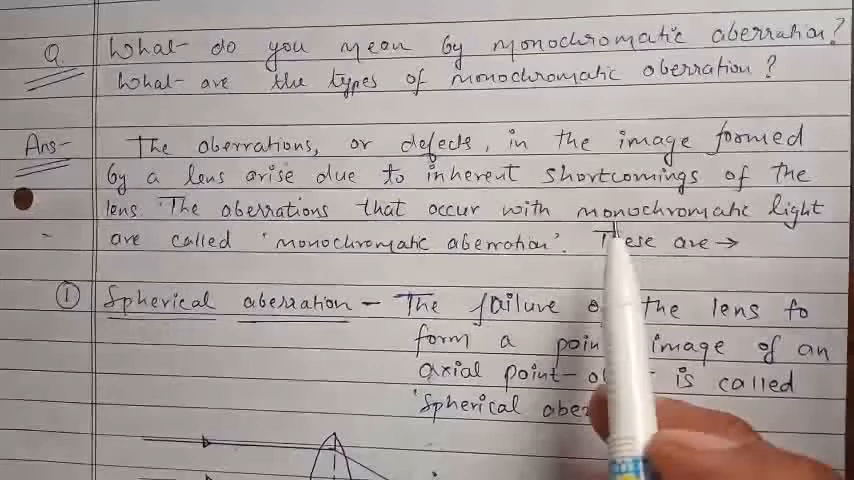 Q. What do you mean by monochromatic aberration?
What are the types of monochromatic aberration?
Ans- The aberrations, or defects, in the image formed
by a lens arise due to inherent shortcomings of the
lens. The aberrations that occur with monochromatic light
are called 'monochromatic aberration'. These are →
① Spherical aberration - The failure the lens to
form a image of an
axial point- is called
'Spherical